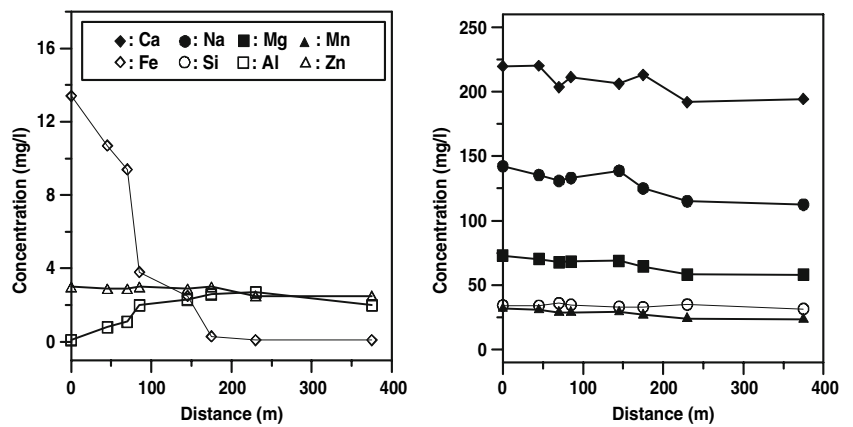 ◆: Ca ●: Na ■: Mg ▲: Mn
◇: Fe ○: Si □: Al △: Zn
Concentration (mg/l)
16
12
8
4
0
0 100 200 300 400
Distance (m)
Concentration (mg/l)
250
200
150
100
50
0
0 100 200 300 400
Distance (m)